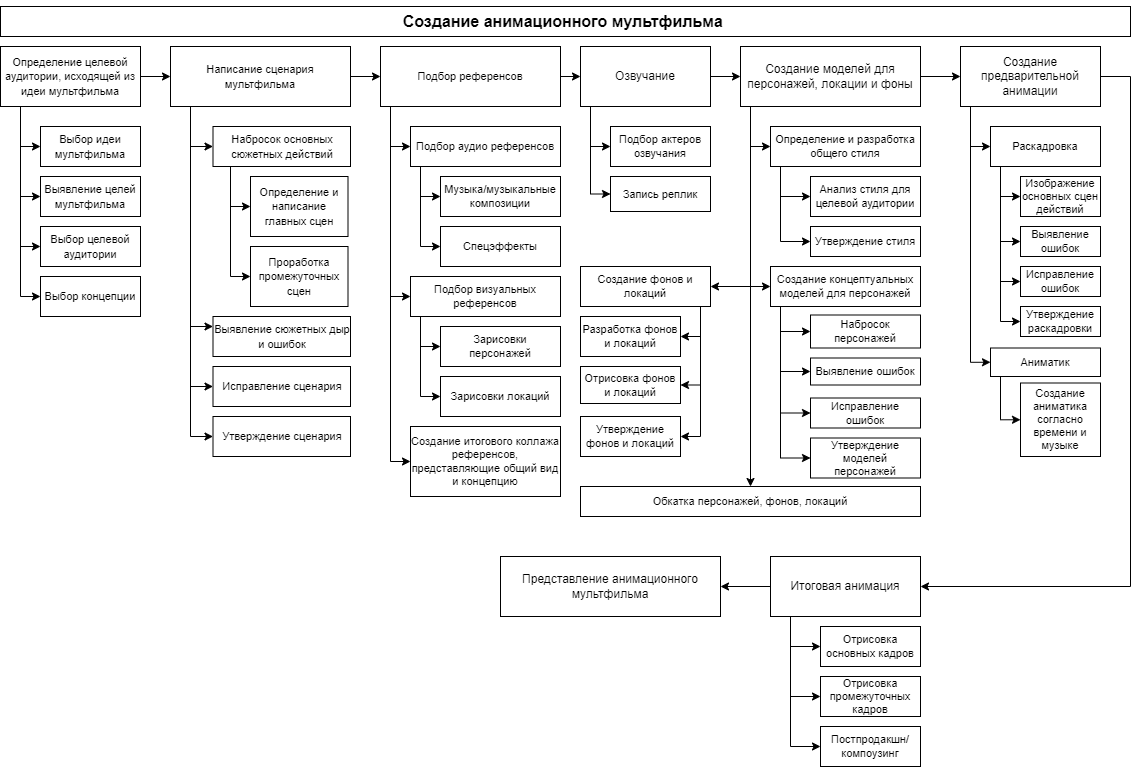 Создание анимационного мультфильма
Определение целевой
аудитории, исходящей из
идеи мультфильма
Выбор идеи
мультфильма
Выявление целей
мультфильма
Выбор целевой
аудитории
Выбор концепции
Написание сценария
мультфильма
Набросок основных
сюжетных действий
Определение и
написание
главных сцен
Проработка
промежуточных
сцен
Выявление сюжетных дыр
и ошибок
Исправление сценария
Утверждение сценария
Подбор референсов
Подбор аудио референсов
Музыка/музыкальные
композиции
Спецэффекты
Подбор визуальных
референсов
Зарисовки
персонажей
Зарисовки локаций
Создание итогового коллажа
референсов,
представляющие общий вид
и концепцию
Озвучание
Подбор актеров
озвучания
Запись реплик
Создание моделей для
персонажей, локации и фоны
Определение и разработка
общего стиля
Анализ стиля для
целевой аудитории
Утверждение стиля
Создание фонов и
локаций
Разработка фонов
и локаций
Отрисовка фонов
и локаций
Утверждение
фонов и локаций
Создание концептуальных
моделей для персонажей
Набросок
персонажей
Выявление ошибок
Исправление
ошибок
Утверждение
моделей
персонажей
Обкатка персонажей, фонов, локаций
Создание
предварительной
анимации
Раскадровка
Изображение
основных сцен
действий
Выявление
ошибок
Исправление
ошибок
Утверждение
раскадровки
Аниматик
Создание
аниматика
согласно
времени и
музыке
Итоговая анимация
Отрисовка
основных кадров
Отрисовка
промежуточных
кадров
Постпродакшн/
компоузинг
Представление анимационного
мультфильма